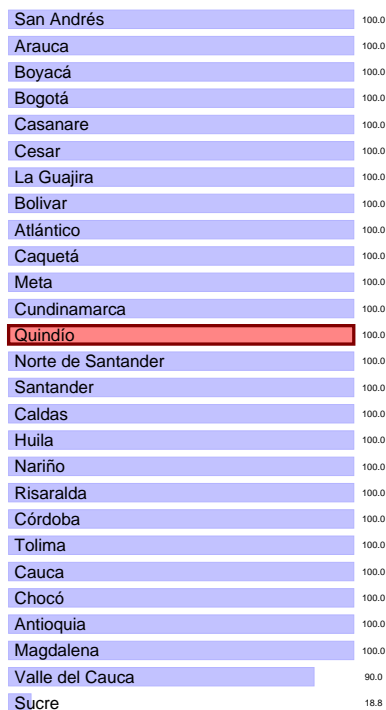 San Andrés 100.0
Arauca 100.0
Boyacá 100.0
Bogotá 100.0
Casanare 100.0
Cesar 100.0
La Guajira 100.0
Bolivar 100.0
Atlántico 100.0
Caquetá 100.0
Meta 100.0
Cundinamarca 100.0
Quindío 100.0
Norte de Santander 100.0
Santander 100.0
Caldas 100.0
Huila 100.0
Nariño 100.0
Risaralda 100.0
Córdoba 100.0
Tolima 100.0
Cauca 100.0
Chocó 100.0
Antioquia 100.0
Magdalena 100.0
Valle del Cauca 90.0
Sucre 18.8